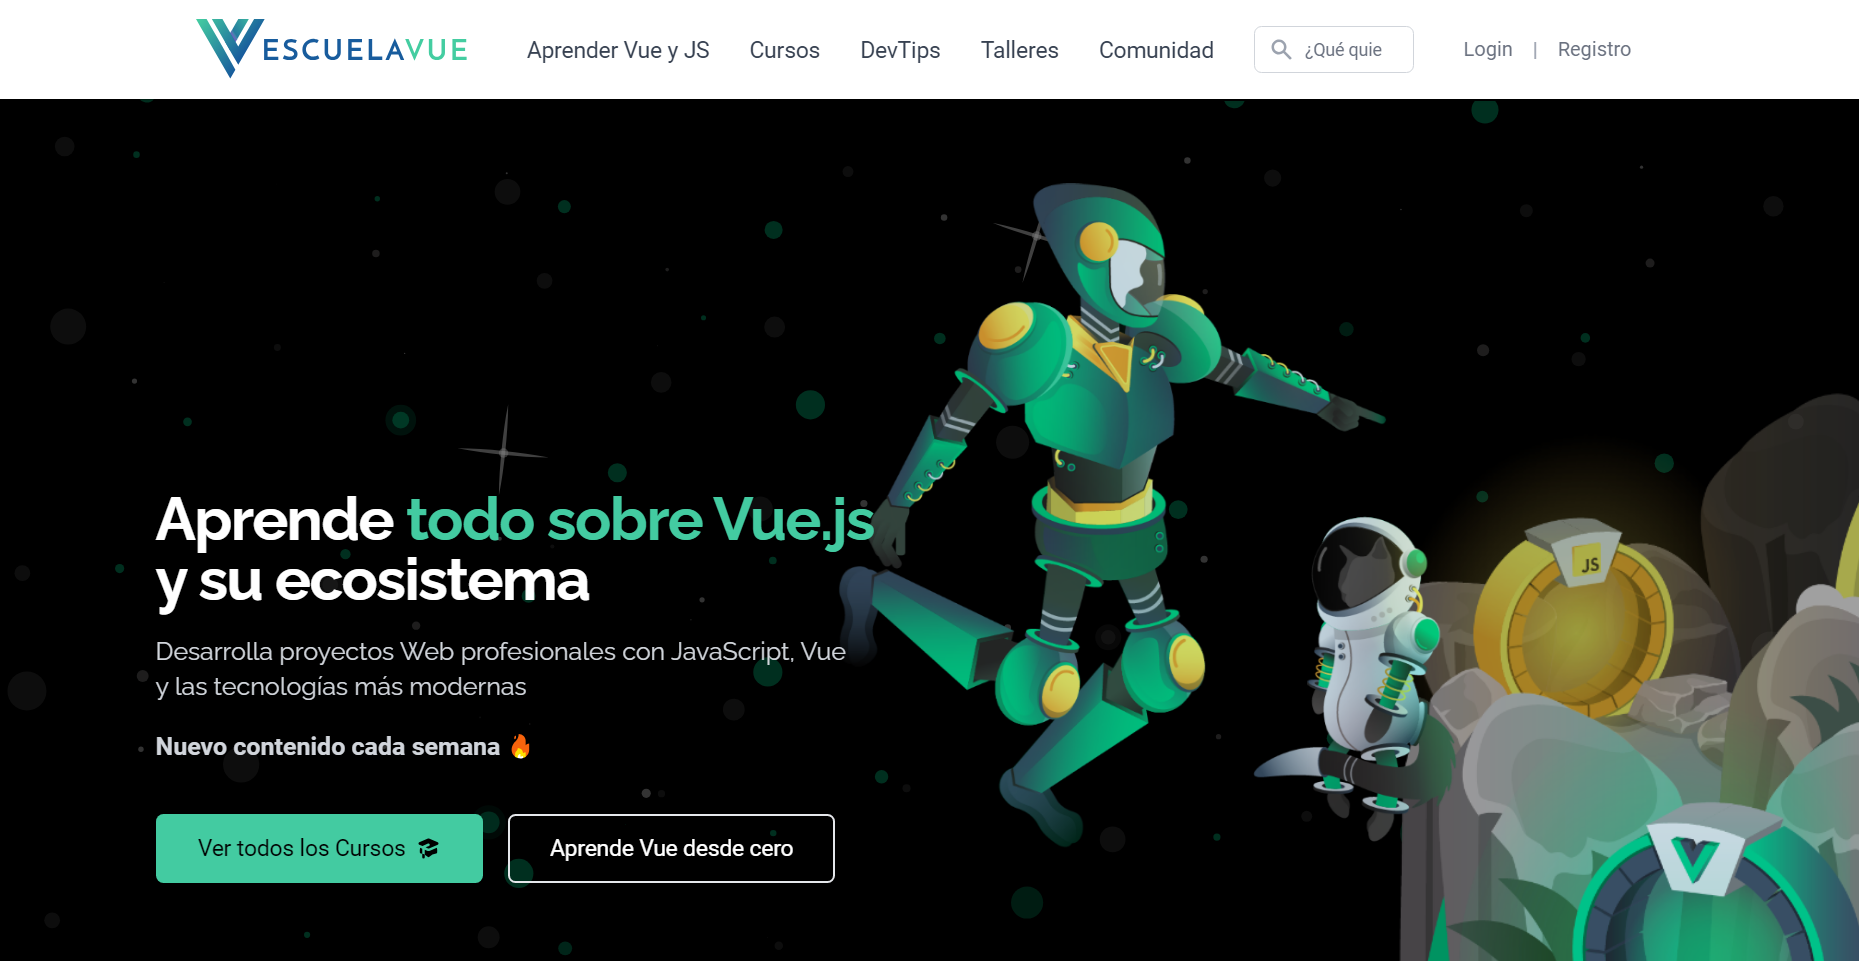 ESCUELAVUE
Aprender Vue y JS Cursos DevTips Talleres Comunidad ¿Qué quie Login | Registro
Aprende todo sobre Vue.js
y su ecosistema
Desarrolla proyectos Web profesionales con JavaScript, Vue
y las tecnologías más modernas
Nuevo contenido cada semana 🔥
Ver todos los Cursos
Aprende Vue desde cero
JS